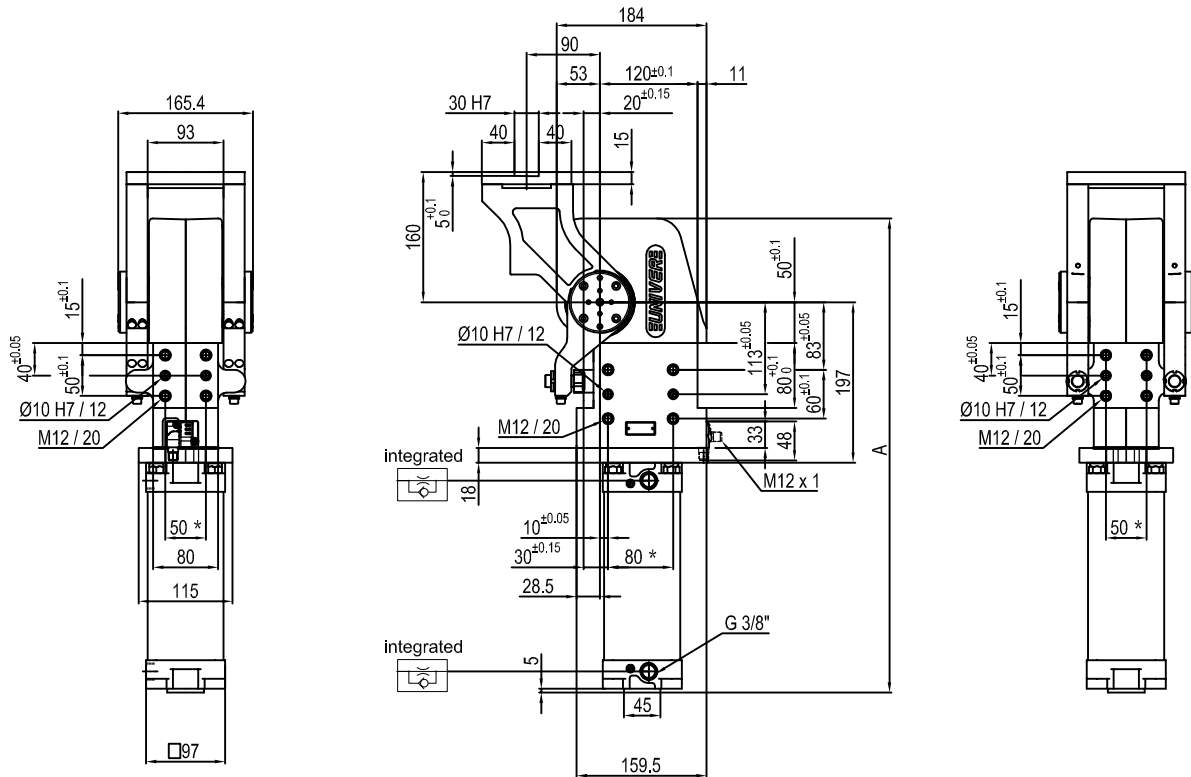 184
90
53
120±0.1
11
165.4
93
30 H7
20±0.15
40
40
15
5 +0.1 0
160
50±0.1
UNIVER
15±0.1
40±0.05
50±0.1
Ø10 H7 / 12
M12 / 20
Ø10 H7 / 12
M12 / 20
113±0.05
83±0.05
80 0
60±0.1
197
33
48
A
M12 x 1
15±0.1
40±0.05
50±0.1
Ø10 H7 / 12
M12 / 20
integrated
18
50 *
80
115
10±0.05
30±0.15
80 *
28.5
50 *
integrated
G 3/8"
5
45
□97
159.5